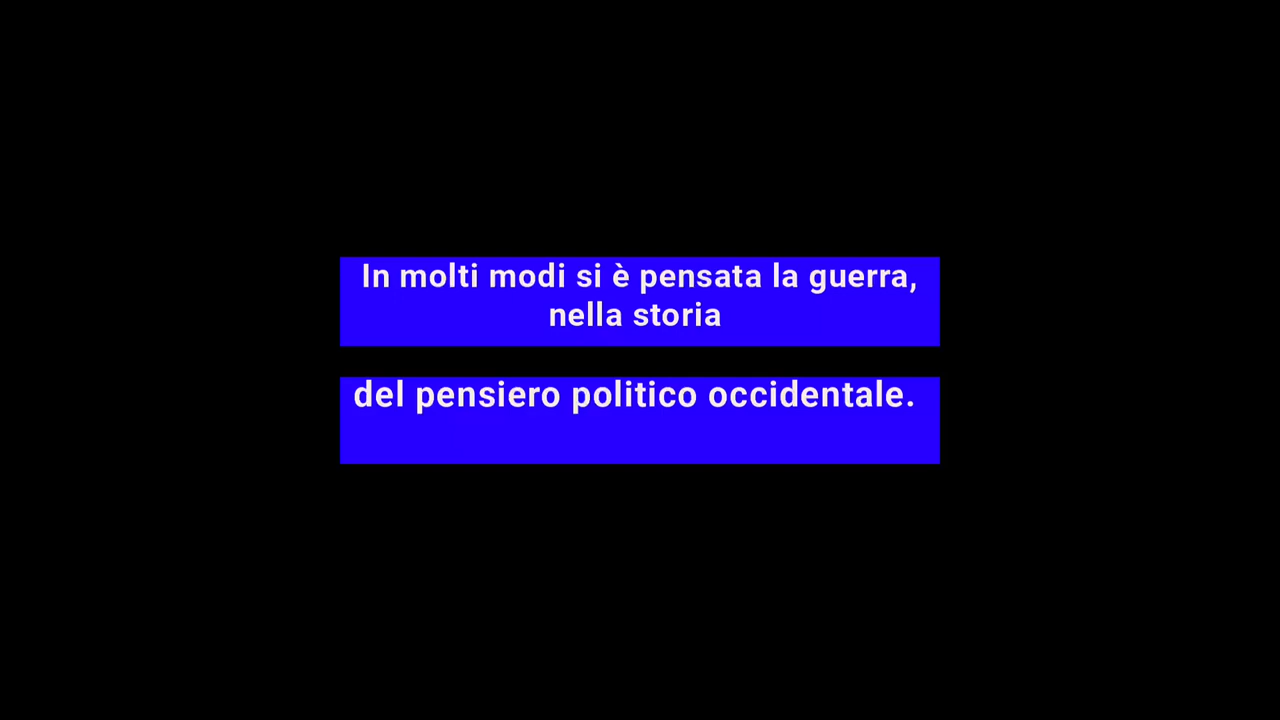 In molti modi si è pensata la guerra,
nella storia
del pensiero politico occidentale.